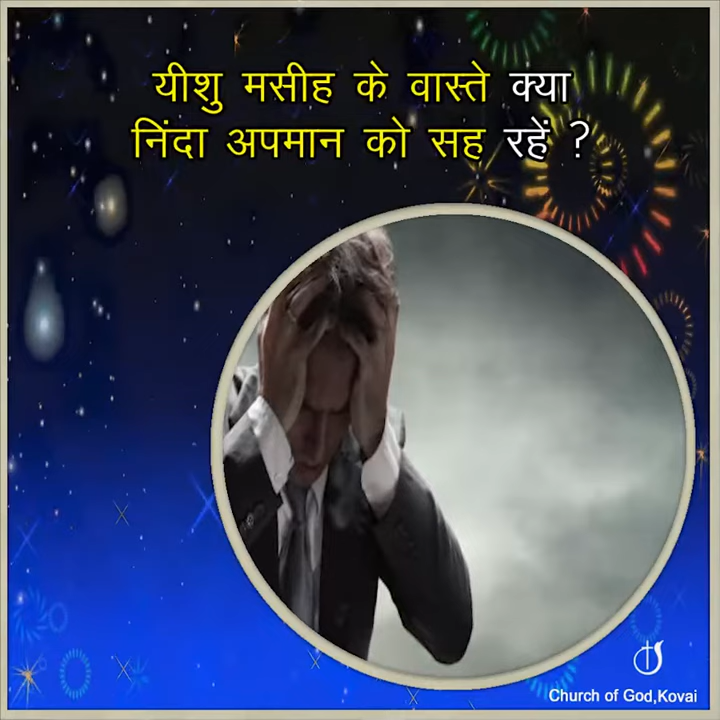 यीशु मसीह के वास्ते क्या
निंदा अपमान को सह रहें ?
Church of God,Kovai